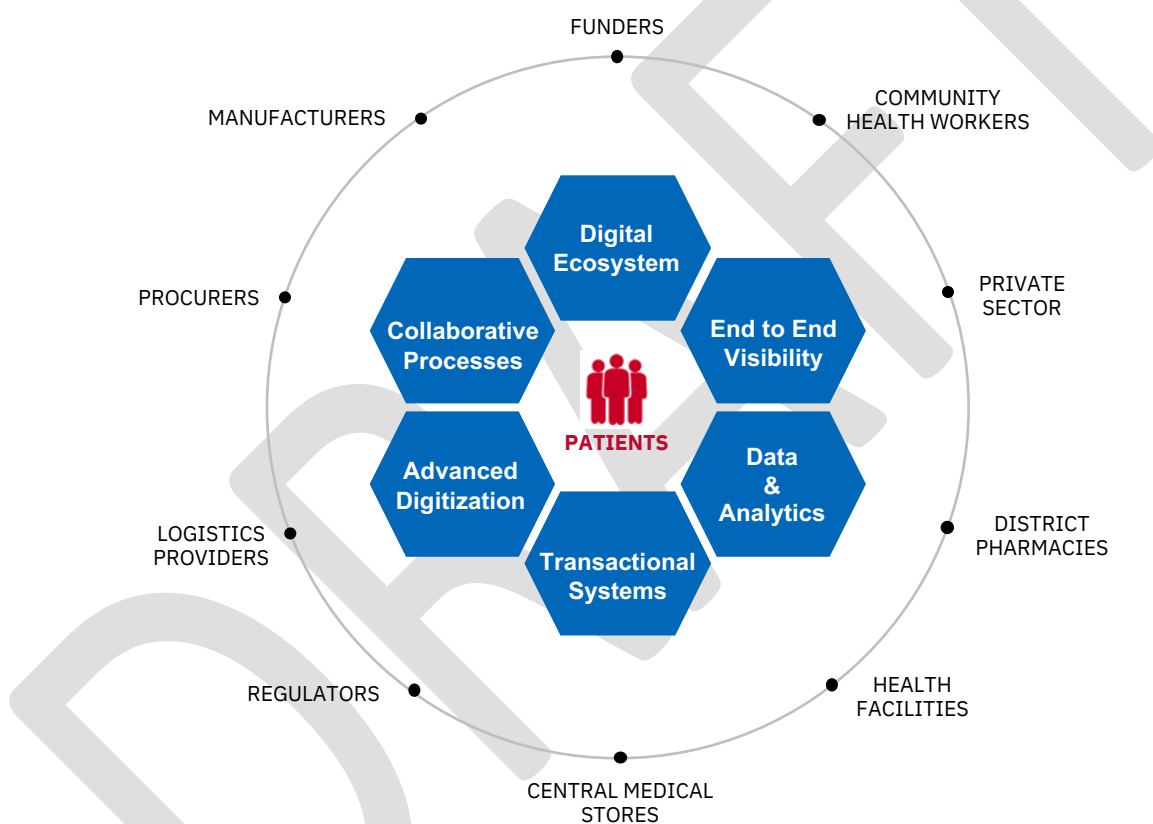 FUNDERS
MANUFACTURERS
COMMUNITY
HEALTH WORKERS
Digital
Ecosystem
PROCURERS
PRIVATE
SECTOR
Collaborative
Processes
End to End
Visibility
PATIENTS
Advanced
Digitization
Data
&
Analytics
LOGISTICS
PROVIDERS
DISTRICT
PHARMACIES
Transactional
Systems
REGULATORS
HEALTH
FACILITIES
CENTRAL MEDICAL
STORES
DRAFT